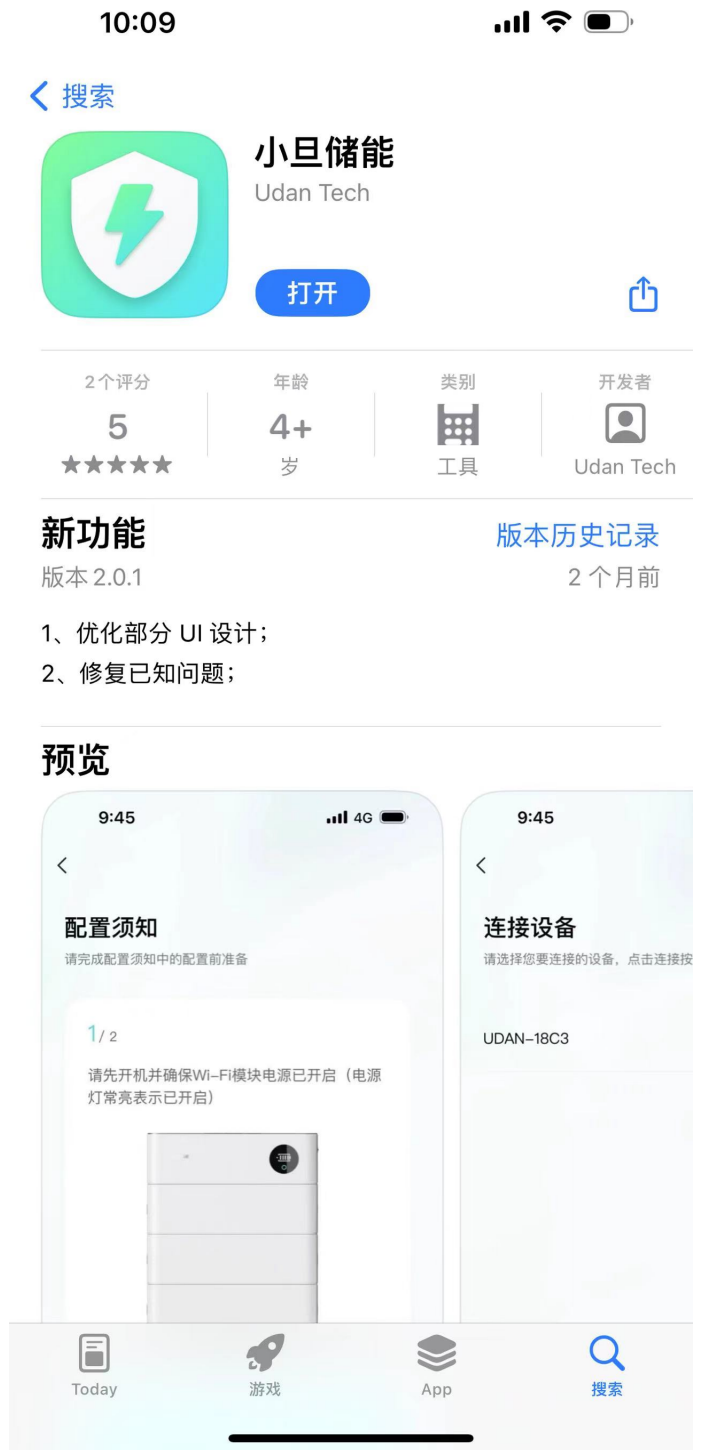 10:09
搜索
小旦储能
Udan Tech
打开
2个评分
年龄
类别
开发者
5
4+
岁
工具
Udan Tech
新功能
版本历史记录
版本 2.0.1
2 个月前
1、优化部分 UI 设计；
2、修复已知问题；
预览
9:45
4G
配置须知
请完成配置须知中的配置前准备
1/ 2
请先开机并确保Wi-Fi模块电源已开启（电源
灯常亮表示已开启）
9:45
连接设备
请选择您要连接的设备，点击连接按
UDAN-18C3
Today
游戏
App
搜索